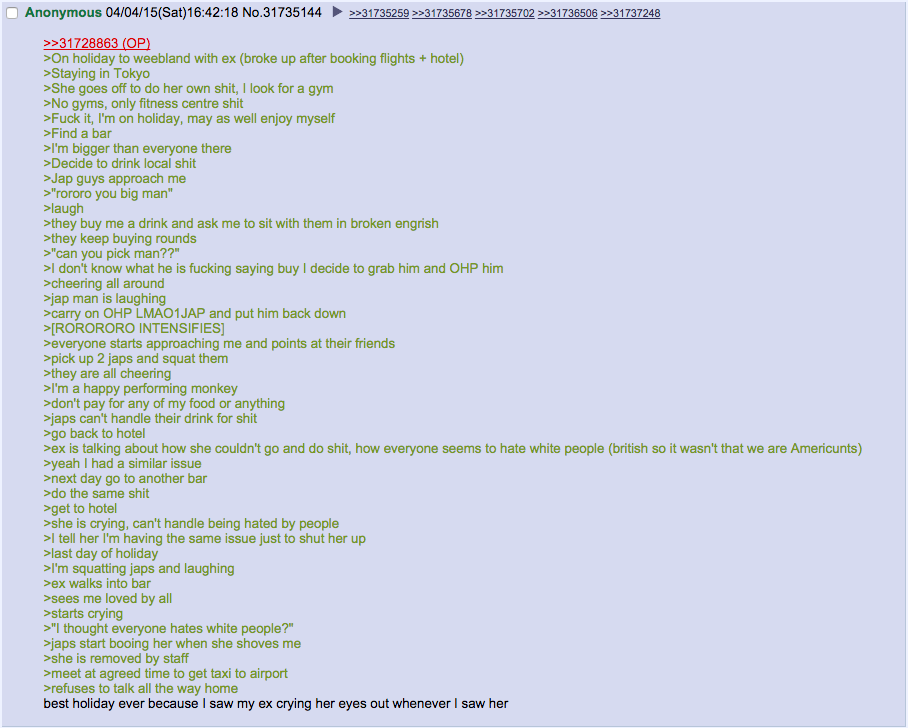 Anonymous 04/04/15(Sat)16:42:18 No.31735144 ▶ >>31735259 >>31735678 >>31735702 >>31736506 >>31737248
>>31728863 (OP)
>On holiday to weebland with ex (broke up after booking flights + hotel)
>Staying in Tokyo
>She goes off to do her own shit, I look for a gym
>No gyms, only fitness centre shit
>Fuck it, I'm on holiday, may as well enjoy myself
>Find a bar
>I'm bigger than everyone there
>Decide to drink local shit
>Jap guys approach me
>"rororo you big man"
>laugh
>they buy me a drink and ask me to sit with them in broken engrish
>they keep buying rounds
>"can you pick man??"
>I don't know what he is fucking saying buy I decide to grab him and OHP him
>cheering all around
>jap man is laughing
>carry on OHP LMAO1JAP and put him back down
>[RORORORO INTENSIFIES]
>everyone starts approaching me and points at their friends
>pick up 2 japs and squat them
>they are all cheering
>I'm a happy performing monkey
>don't pay for any of my food or anything
>japs can't handle their drink for shit
>go back to hotel
>ex is talking about how she couldn't go and do shit, how everyone seems to hate white people (british so it wasn't that we are Americunts)
>yeah I had a similar issue
>next day go to another bar
>do the same shit
>get to hotel
>she is crying, can't handle being hated by people
>I tell her I'm having the same issue just to shut her up
>last day of holiday
>I'm squatting japs and laughing
>ex walks into bar
>sees me loved by all
>starts crying
>"I thought everyone hates white people?"
>japs start booing her when she shoves me
>she is removed by staff
>meet at agreed time to get taxi to airport
>refuses to talk all the way home
best holiday ever because I saw my ex crying her eyes out whenever I saw her